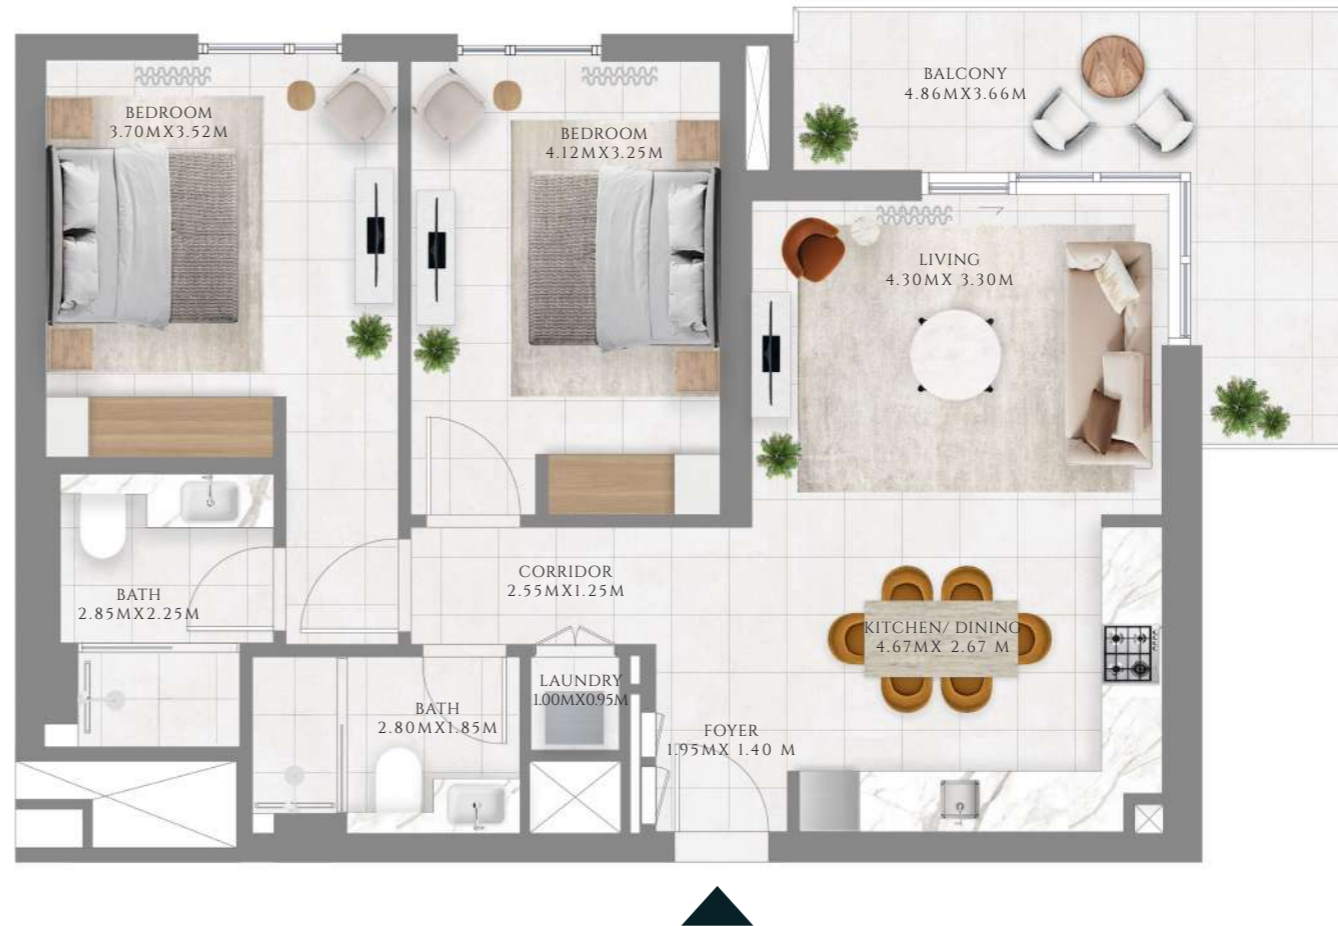 BALCONY
4.86MX3.66M
BEDROOM
3.70MX3.52M
BEDROOM
4.12MX3.25M
LIVING
4.30MX 3.30M
CORRIDOR
2.55MX1.25M
BATH
2.85MX2.25M
KITCHEN/ DINING
4.67MX 2.67 M
LAUNDRY
1.00MX0.95M
BATH
2.80MX1.85M
FOYER
1.95MX 1.40 M